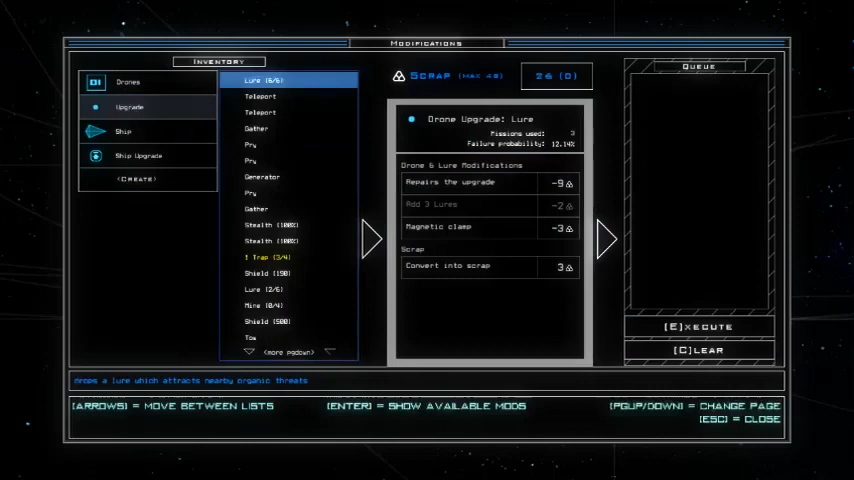 Modifications
Inventory
Drones
Upgrade
Ship
Ship Upgrade
<Create>
Lure (6/6)
Teleport
Teleport
Gather
Pry
Pry
Generator
Pry
Gather
Stealth (100%)
Stealth (100%)
! Trap (3/4)
Shield (190)
Lure (2/6)
Mine (0/4)
Shield (500)
Tow
<more pgdown>
Scrap (max 48)
26 (0)
Drone Upgrade: Lure
Fissions used: 3
Failure probability: 12.14%
Drone & Lure Modifications
Repairs the upgrade -9
Add 3 Lures -2
Magnetic clamp -3
Scrap
Convert into scrap 3
Queue
[E]xecute
[C]lear
drops a lure which attracts nearby organic threats
[ARROWS] = MOVE BETWEEN LISTS
[ENTER] = SHOW AVAILABLE MODS
[PGUP/DOWN] = CHANGE PAGE
[ESC] = CLOSE